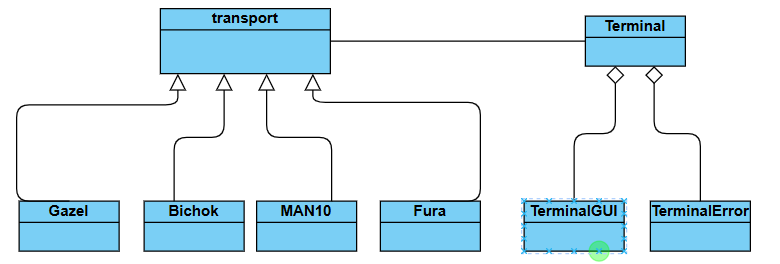 transport
Terminal
Gazel
Bichok
MAN10
Fura
TerminalGUI
TerminalError